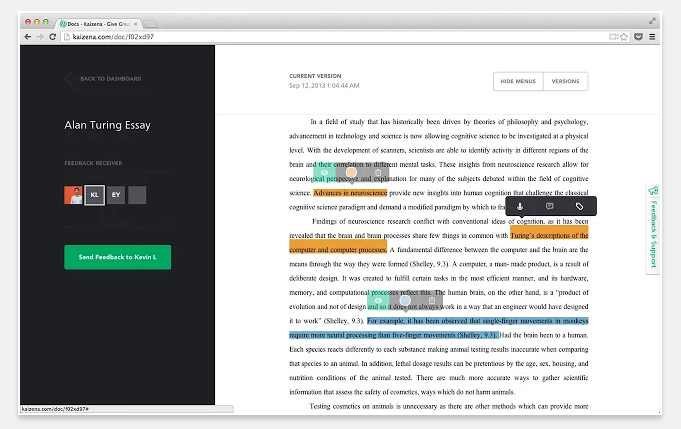 Docs - Kaizena - Give Grea
kaizena.com/doc/f02xd97
BACK TO DASHBOARD
Alan Turing Essay
FEEDBACK RECEIVER
KL
EY
Send Feedback to Kevin L
CURRENT VERSION
Sep 12, 2013 1:04:44 AM
HIDE MENUS
VERSIONS
In a field of study that has historically been driven by theories of philosophy and psychology,
advancement in technology and science is now allowing cognitive science to be investigated at a physical
level. With the development of scanners, scientists are able to identify activity in different regions of the
brain and their correlation to different mental tasks. These insights from neuroscience research allow for
neurological perspective and explanation for many of the subjects debated within the field of cognitive
science. Advances in neuroscience provide new insights into human cognition that challenge the classical
cognitive science paradigm and demand a modified paradigm by which to
Findings of neuroscience research conflict with conventional ideas of cognition, as it has been
revealed that the brain and brain processes share few things in common with Turing's descriptions of the
computer and computer processes. A fundamental difference between the computer and the brain are the
means through the way they were formed (Shelley, 9.3). A computer, a man- made product, is a result of
deliberate design. It was created to fulfill certain tasks in the most efficient manner, and its hardware,
memory, and computational processes reflect this. The human brain, on the other hand, is a "product of
evolution and not of design and so it does not always work in a way that an engineer would have designed
it to work" (Shelley, 9.3). For example, it has been observed that single-finger movements in monkeys
require more neural processing than five-finger movements (Shelley, 9.3). Had the brain been to a human.
Each species reacts differently to each substance making animal testing results inaccurate when comparing
that species to an animal. In addition, lethal dosage results can be pretentious by the age, sex, housing, and
nutrition conditions of the animal tested. There are much more accurate ways to gather scientific
information that assess the safety of cosmetics, ways which do not harm animals.
Testing cosmetics on animals is unnecessary as there are other methods which can provide more
Feedback & Support
kaizena.com/doc/f02xd97#